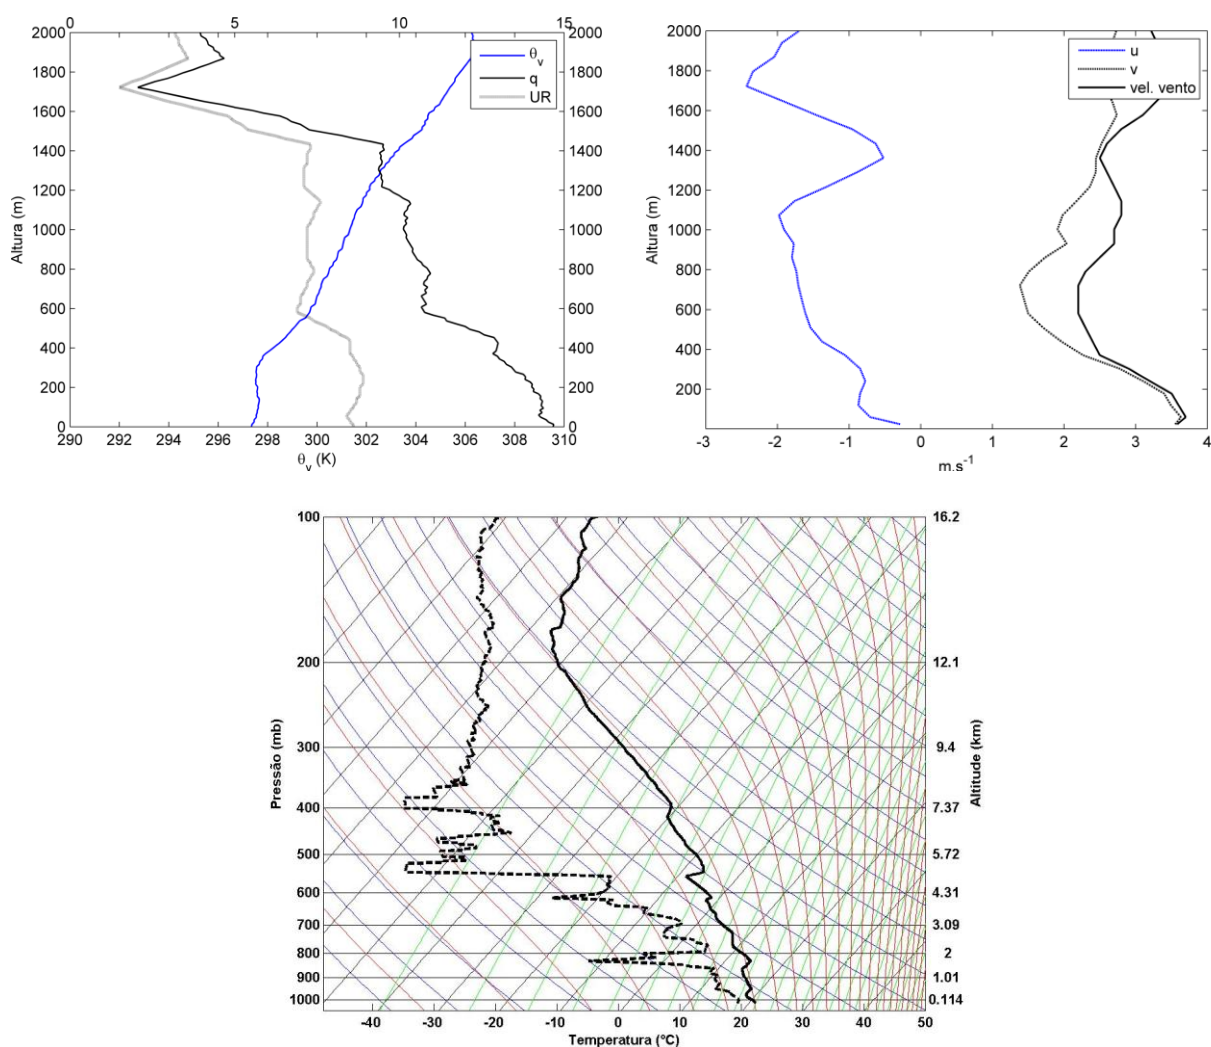 0 5 10 15
2000 2000
1800 1800
1600 1600
1400 1400
1200 1200
1000 1000
800 800
600 600
400 400
200 200
0 0
290 292 294 296 298 300 302 304 306 308 310
Altura (m)
θv (K)
θv
q
UR
2000
1800
1600
1400
1200
1000
800
600
400
200
-3 -2 -1 0 1 2 3 4
Altura (m)
m.s-1
u
v
vel. vento
100 16.2
200 12.1
300 9.4
400 7.37
500 5.72
600 4.31
700 3.09
800 2
900 1.01
1000 0.114
Pressão (mb)
Altitude (km)
-40 -30 -20 -10 0 10 20 30 40 50
Temperatura (°C)